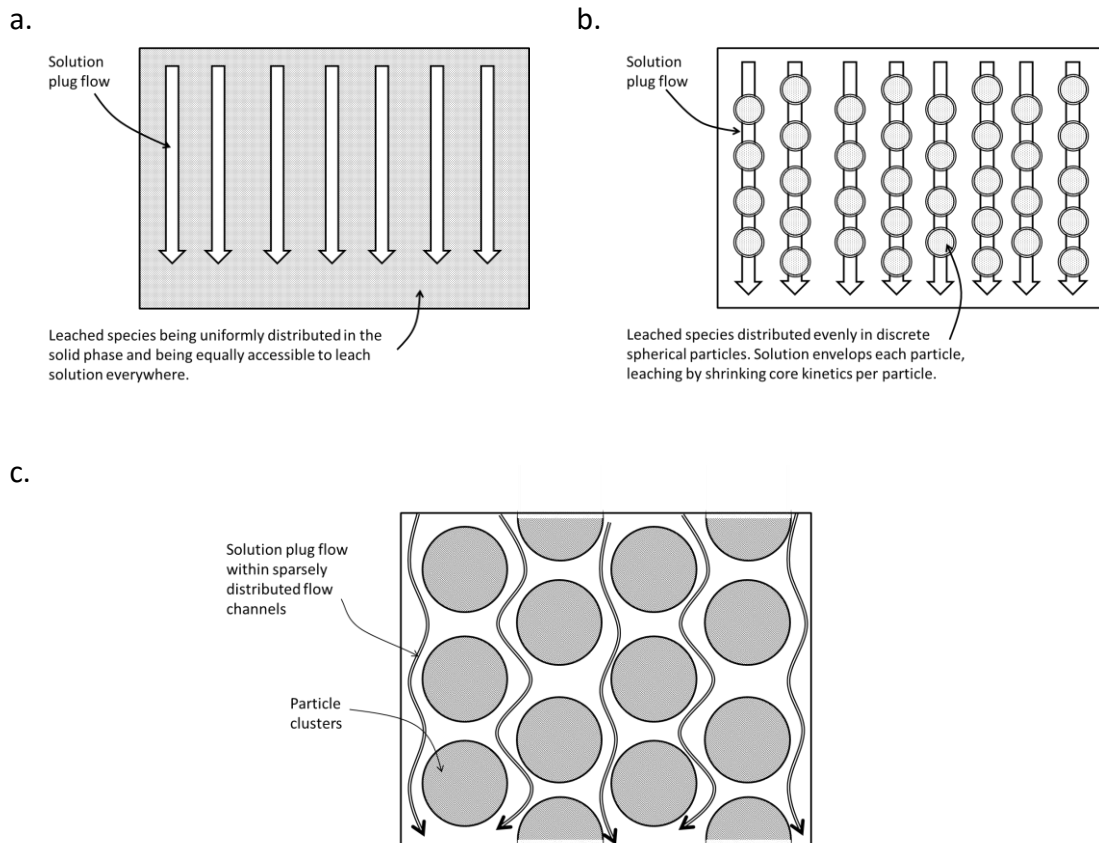 a.
Solution
plug flow
Leached species being uniformly distributed in the
solid phase and being equally accessible to leach
solution everywhere.
b.
Solution
plug flow
Leached species distributed evenly in discrete
spherical particles. Solution envelops each particle,
leaching by shrinking core kinetics per particle.
c.
Solution plug flow
within sparsely
distributed flow
channels
Particle
clusters